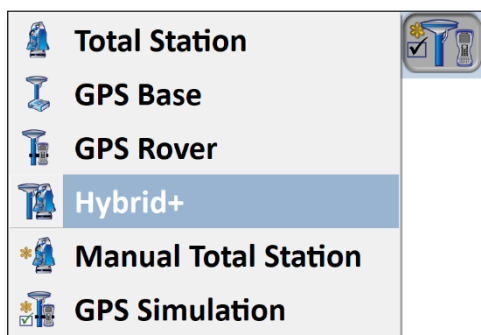 Total Station
GPS Base
GPS Rover
Hybrid+
Manual Total Station
GPS Simulation